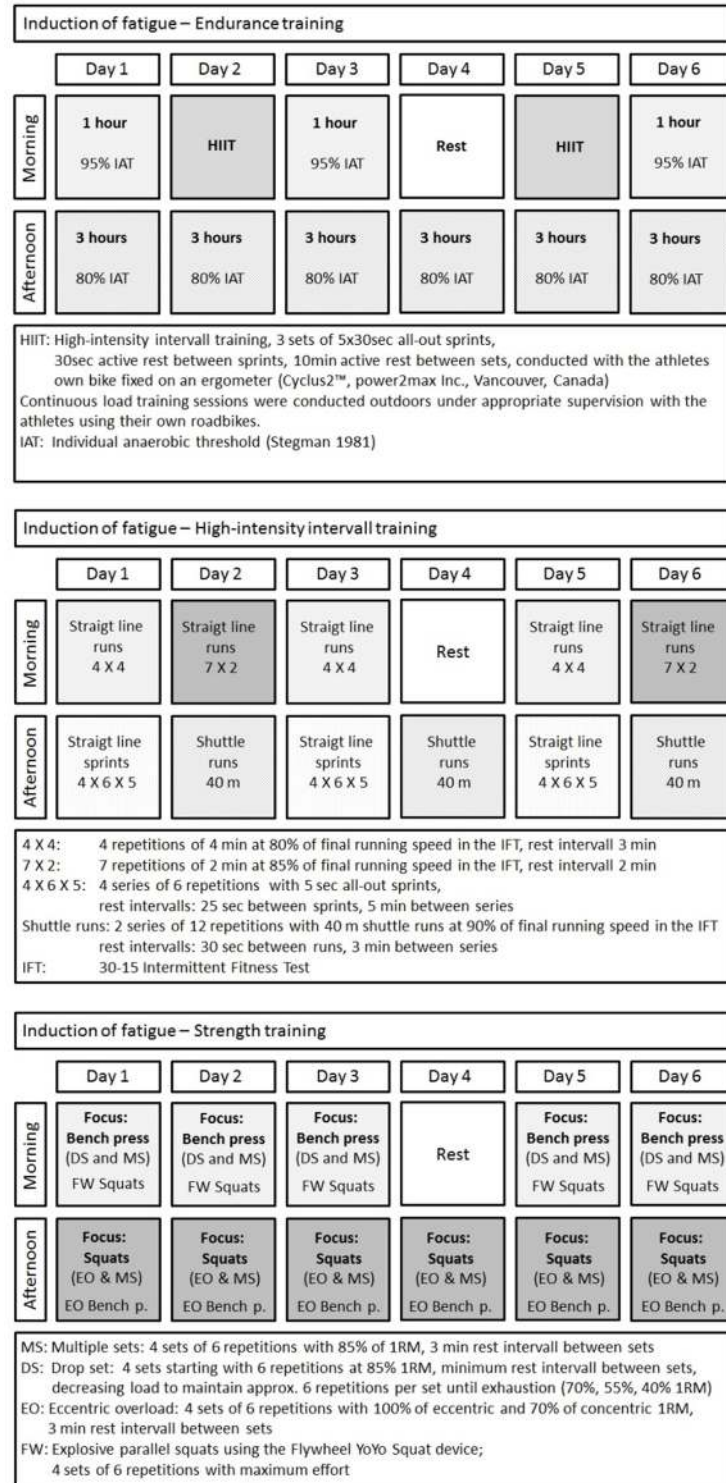 Induction of fatigue – Endurance training
Day 1 Day 2 Day 3 Day 4 Day 5 Day 6
Morning
1 hour
95% IAT
HIIT
1 hour
95% IAT
Rest
HIIT
1 hour
95% IAT
Afternoon
3 hours
80% IAT
3 hours
80% IAT
3 hours
80% IAT
3 hours
80% IAT
3 hours
80% IAT
3 hours
80% IAT
HIIT: High-intensity intervall training, 3 sets of 5x30sec all-out sprints,
30sec active rest between sprints, 10min active rest between sets, conducted with the athletes
own bike fixed on an ergometer (Cyclus2™, power2max Inc., Vancouver, Canada)
Continuous load training sessions were conducted outdoors under appropriate supervision with the
athletes using their own roadbikes.
IAT: Individual anaerobic threshold (Stegman 1981)
Induction of fatigue – High-intensity intervall training
Day 1 Day 2 Day 3 Day 4 Day 5 Day 6
Morning
Straigt line
runs
4 X 4
Straigt line
runs
7 X 2
Straigt line
runs
4 X 4
Rest
Straigt line
runs
4 X 4
Straigt line
runs
7 X 2
Afternoon
Straigt line
sprints
4 X 6 X 5
Shuttle
runs
40 m
Straigt line
sprints
4 X 6 X 5
Shuttle
runs
40 m
Straigt line
sprints
4 X 6 X 5
Shuttle
runs
40 m
4 X 4: 4 repetitions of 4 min at 80% of final running speed in the IFT, rest intervall 3 min
7 X 2: 7 repetitions of 2 min at 85% of final running speed in the IFT, rest intervall 2 min
4 X 6 X 5: 4 series of 6 repetitions with 5 sec all-out sprints,
rest intervalls: 25 sec between sprints, 5 min between series
Shuttle runs: 2 series of 12 repetitions with 40 m shuttle runs at 90% of final running speed in the IFT
rest intervalls: 30 sec between runs, 3 min between series
IFT: 30-15 Intermittent Fitness Test
Induction of fatigue – Strength training
Day 1 Day 2 Day 3 Day 4 Day 5 Day 6
Morning
Focus:
Bench press
(DS and MS)
FW Squats
Focus:
Bench press
(DS and MS)
FW Squats
Focus:
Bench press
(DS and MS)
FW Squats
Rest
Focus:
Bench press
(DS and MS)
FW Squats
Focus:
Bench press
(DS and MS)
FW Squats
Afternoon
Focus:
Squats
(EO & MS)
EO Bench p.
Focus:
Squats
(EO & MS)
EO Bench p.
Focus:
Squats
(EO & MS)
EO Bench p.
Focus:
Squats
(EO & MS)
EO Bench p.
Focus:
Squats
(EO & MS)
EO Bench p.
Focus:
Squats
(EO & MS)
EO Bench p.
MS: Multiple sets: 4 sets of 6 repetitions with 85% of 1RM, 3 min rest intervall between sets
DS: Drop set: 4 sets starting with 6 repetitions at 85% 1RM, minimum rest intervall between sets,
decreasing load to maintain approx. 6 repetitions per set until exhaustion (70%, 55%, 40% 1RM)
EO: Eccentric overload: 4 sets of 6 repetitions with 100% of eccentric and 70% of concentric 1RM,
3 min rest intervall between sets
FW: Explosive parallel squats using the Flywheel YoYo Squat device;
4 sets of 6 repetitions with maximum effort